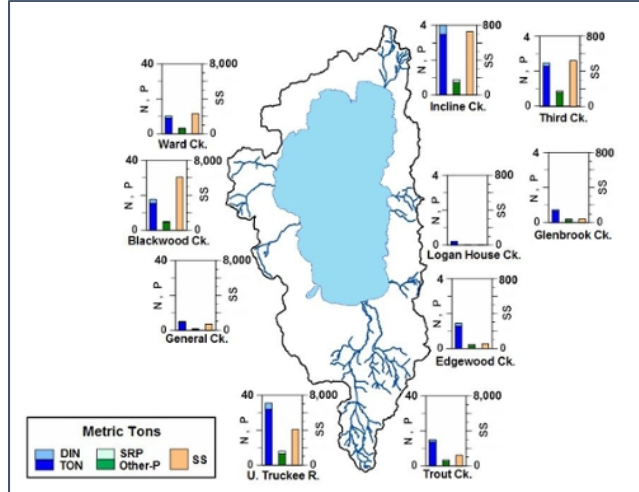 4
800
N, P
SS
0
0
Incline Ck.
4
800
N, P
SS
0
0
Third Ck.
40
8,000
N, P
SS
0
0
Ward Ck.
40
8,000
N, P
SS
0
0
Blackwood Ck.
4
800
N, P
SS
0
0
Glenbrook Ck.
4
800
N, P
SS
0
0
Logan House Ck.
40
8,000
N, P
SS
0
0
General Ck.
4
800
N, P
SS
0
0
Edgewood Ck.
40
8,000
N, P
SS
0
0
U. Truckee R.
40
8,000
N, P
SS
0
0
Trout Ck.
Metric Tons
DIN SRP
TON Other-P SS